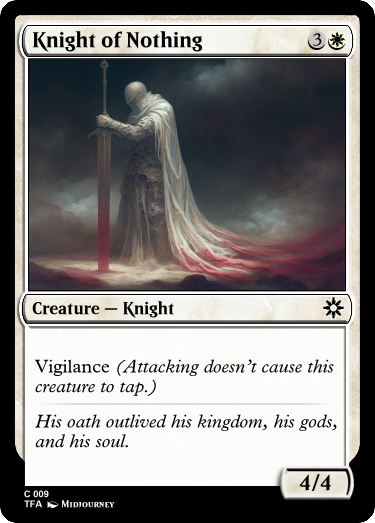 Knight of Nothing 3
Creature — Knight
Vigilance (Attacking doesn't cause this
creature to tap.)
His oath outlived his kingdom, his gods,
and his soul.
4/4
C 009
TFA Midjourney